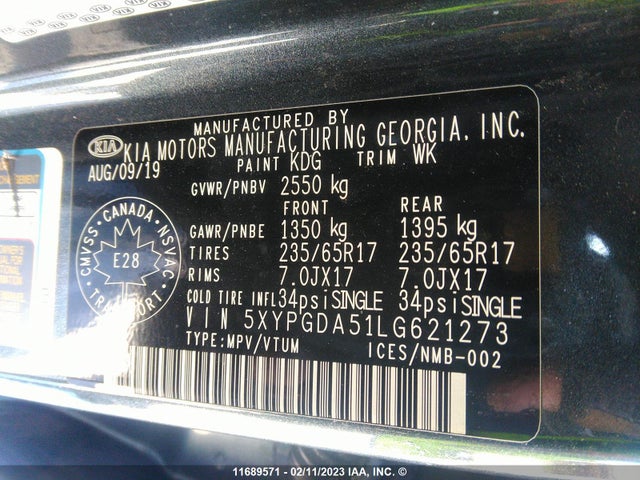 MANUFACTURED BY
KIA KIA MOTORS MANUFACTURING GEORGIA, INC.
AUG/09/19 PAINT KDG TRIM WK
GVWR/PNBV 2550 kg
FRONT REAR
GAWR/PNBE 1350 kg 1395 kg
TIRES 235/65R17 235/65R17
RIMS 7.0JX17 7.0JX17
COLD TIRE INFL 34psi SINGLE 34psi SINGLE
VIN 5XYPGDA51LG621273
TYPE:MPV/VTUM ICES/NMB-002
CMVSS · CANADA · NSVAC
E28
TRANSPORT
11689571 - 02/11/2023 IAA, INC. ©